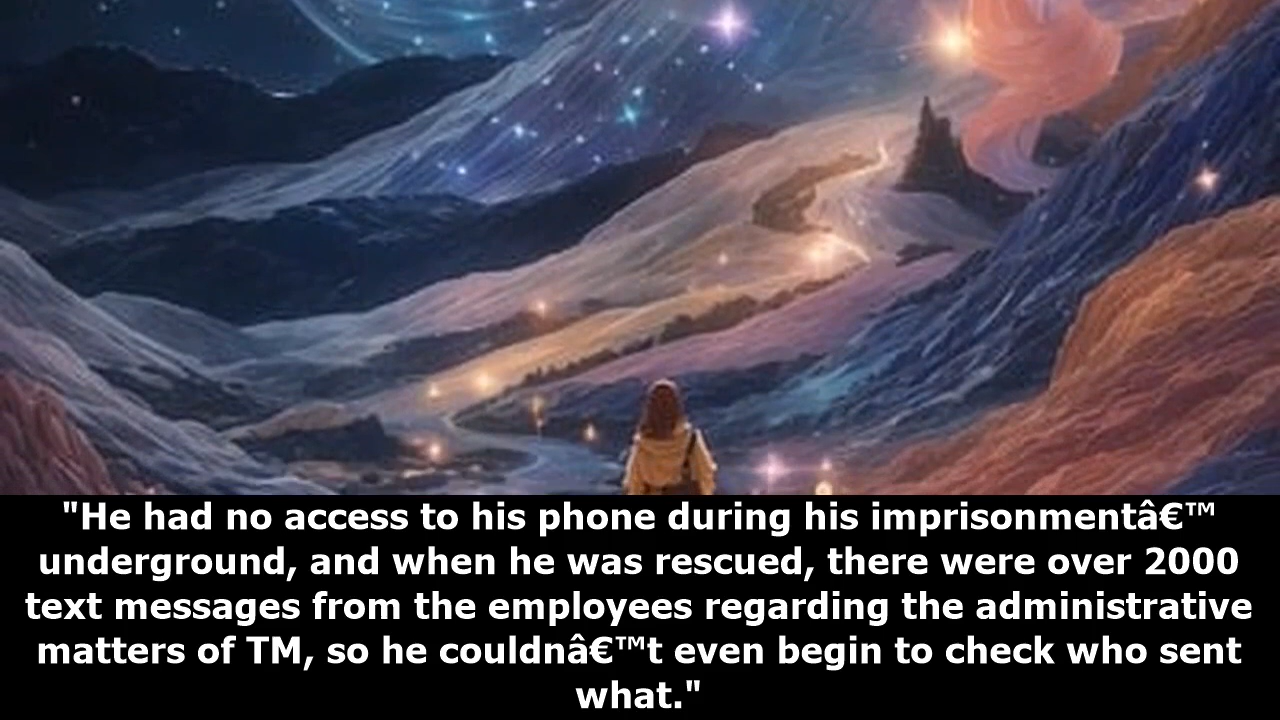 "He had no access to his phone during his imprisonmentâ€™
underground, and when he was rescued, there were over 2000
text messages from the employees regarding the administrative
matters of TM, so he couldnâ€™t even begin to check who sent
what."